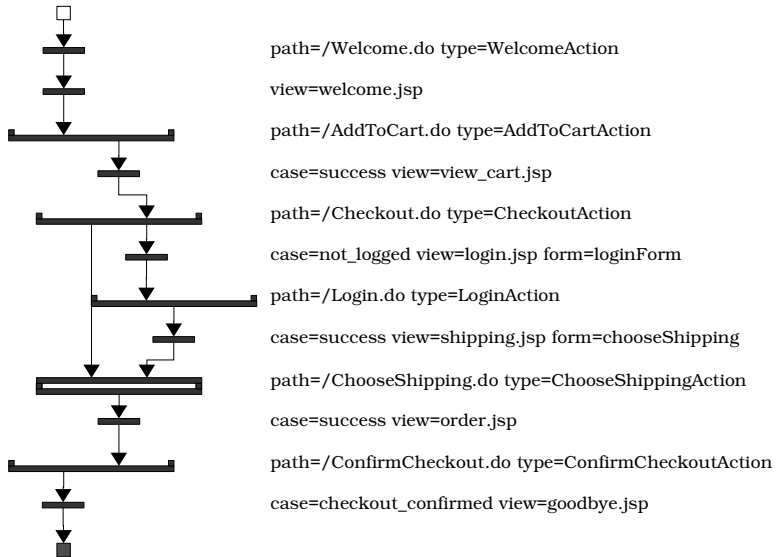 path=/Welcome.do type=WelcomeAction
view=welcome.jsp
path=/AddToCart.do type=AddToCartAction
case=success view=view_cart.jsp
path=/Checkout.do type=CheckoutAction
case=not_logged view=login.jsp form=loginForm
path=/Login.do type=LoginAction
case=success view=shipping.jsp form=chooseShipping
path=/ChooseShipping.do type=ChooseShippingAction
case=success view=order.jsp
path=/ConfirmCheckout.do type=ConfirmCheckoutAction
case=checkout_confirmed view=goodbye.jsp